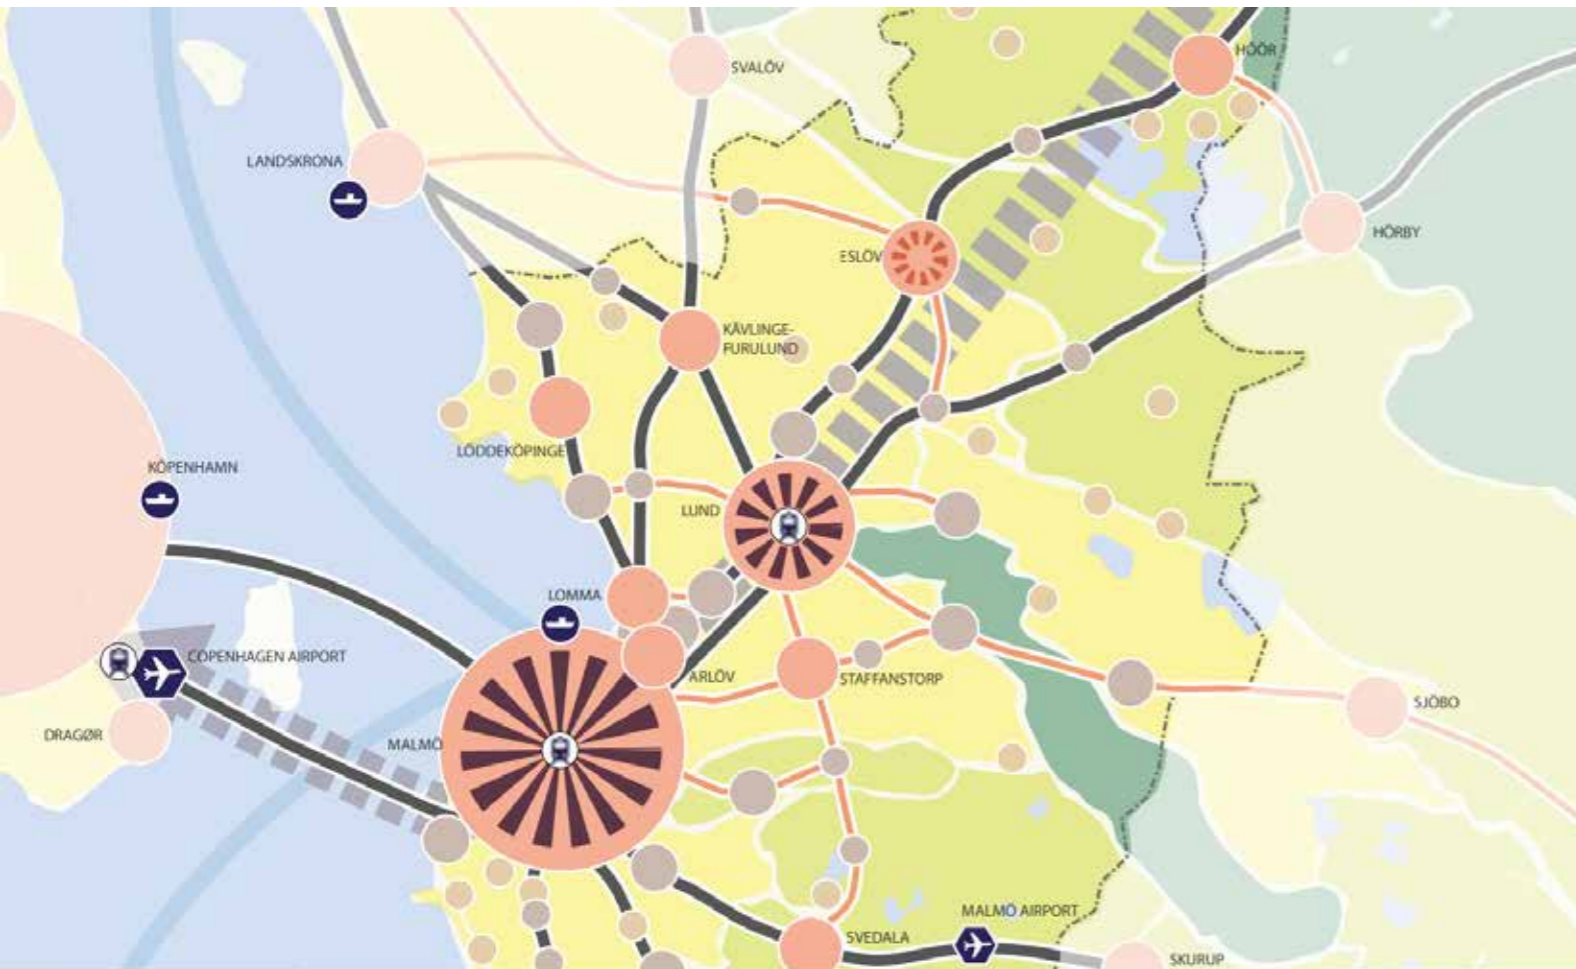 HÖÖR
SVALÖV
LANDSKRONA
HÖRBY
ESLÖV
KÄVLINGE-
FURULUND
LÖDDEKÖPINGE
KÖPENHAMN
LUND
LOMMA
COPENHAGEN AIRPORT
ARLÖV
STAFFANSTORP
SJÖBO
DRAGØR
MALMÖ
MALMÖ AIRPORT
SVEDALA
SKURUP